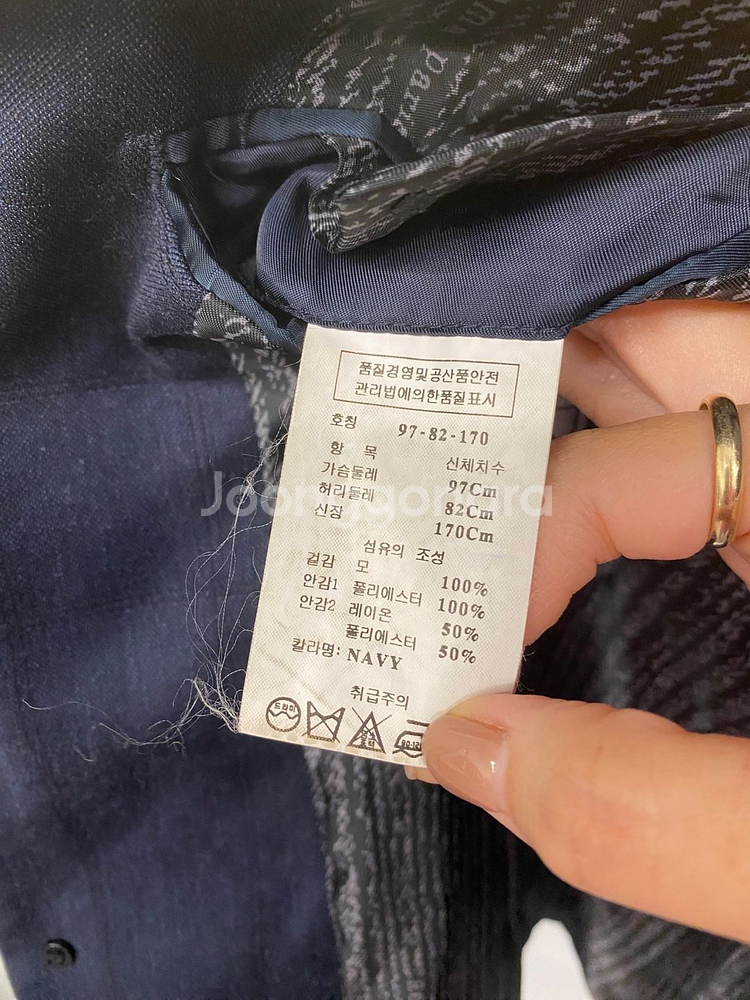 품질경영및공산품안전
관리법에의한품질표시
호칭 97-82-170
항 목 신체치수
가슴둘레 97Cm
허리둘레 82Cm
신장 170Cm
섬유의 조성
겉감 모 100%
안감1 폴리에스터 100%
안감2 레이온 50%
폴리에스터 50%
칼라명: NAVY
취급주의
드라이
Joonggonara